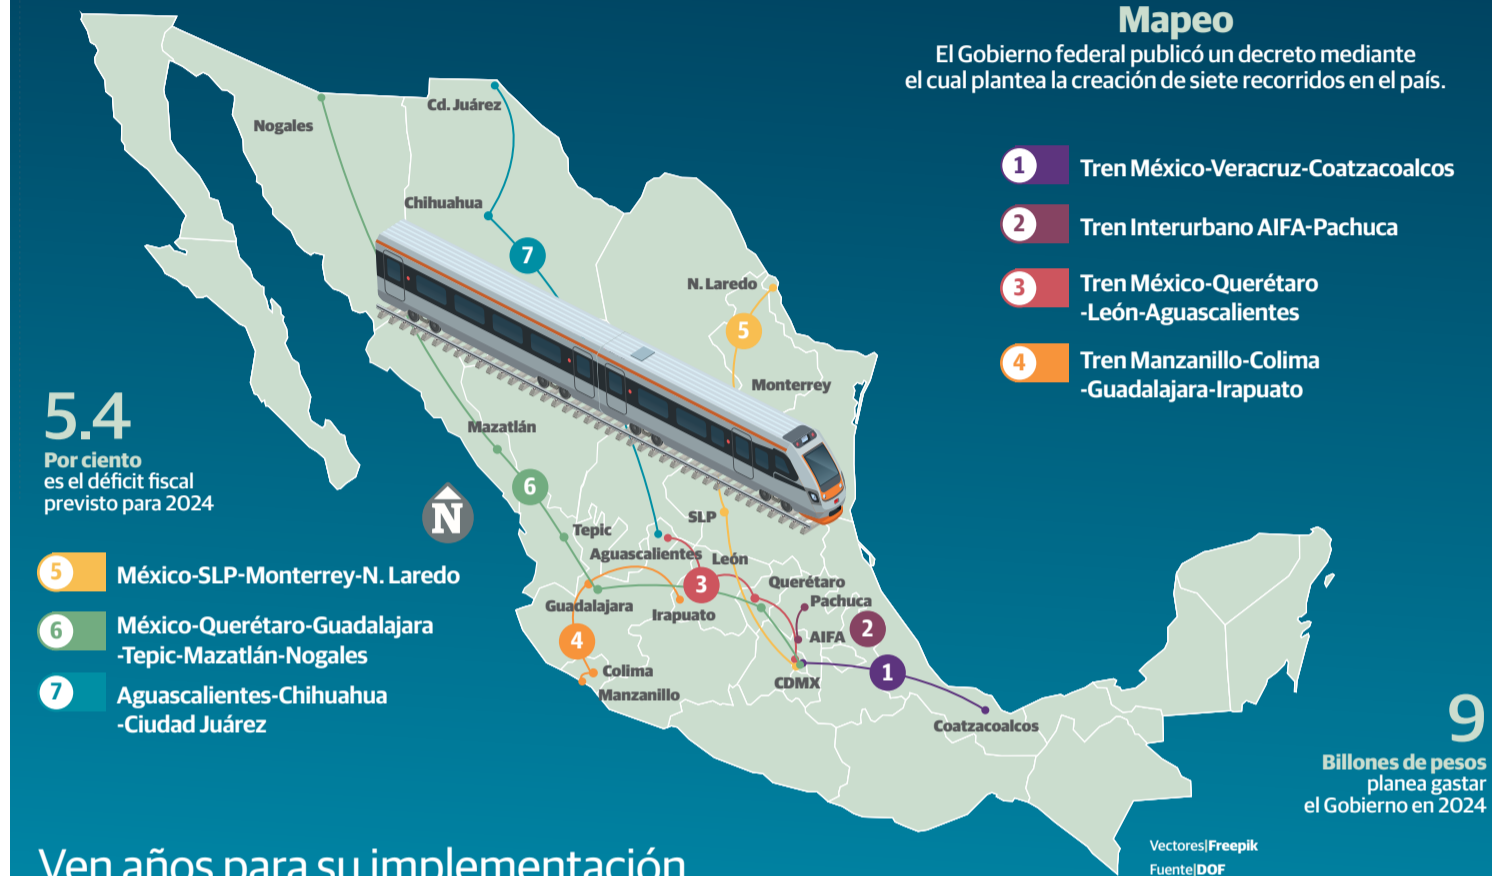 Mapeo
El Gobierno federal publicó un decreto mediante
el cual plantea la creación de siete recorridos en el país.
1 Tren México-Veracruz-Coatzacoalcos
2 Tren Interurbano AIFA-Pachuca
3 Tren México-Querétaro
-León-Aguascalientes
4 Tren Manzanillo-Colima
-Guadalajara-Irapuato
Nogales
Cd. Juárez
Chihuahua
7
N. Laredo
5
Monterrey
Mazatlán
6
N
SLP
Tepic
Aguascalientes
León
3
Querétaro
Guadalajara
Irapuato
Pachuca
4
AIFA
2
Colima
CDMX
1
Manzanillo
Coatzacoalcos
5.4
Por ciento
es el déficit fiscal
previsto para 2024
5 México-SLP-Monterrey-N. Laredo
6 México-Querétaro-Guadalajara
-Tepic-Mazatlán-Nogales
7 Aguascalientes-Chihuahua
-Ciudad Juárez
9
Billones de pesos
planea gastar
el Gobierno en 2024
Vectores|Freepik
Fuente|DOF
Ven años para su implementación